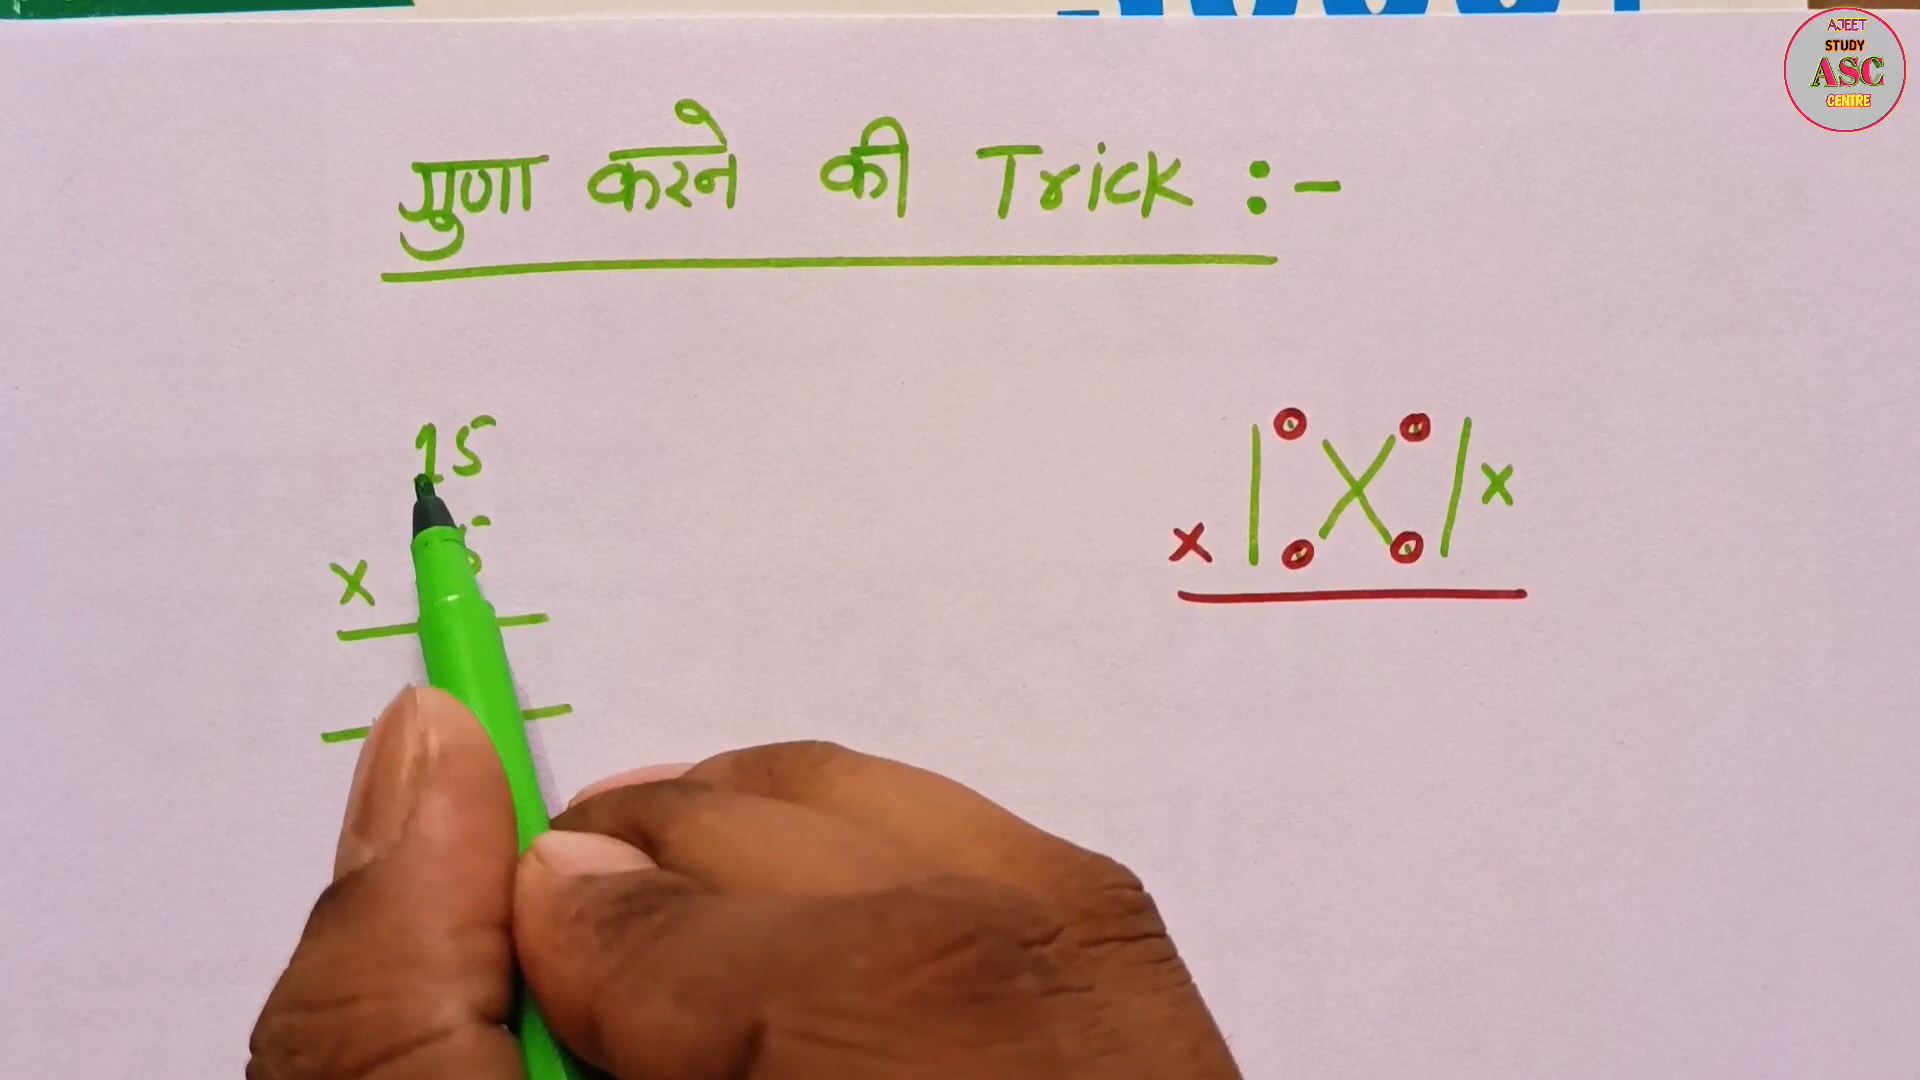 AJEET
STUDY
ASC
CENTRE
गुणा करने की Trick :-
15
x
x
x